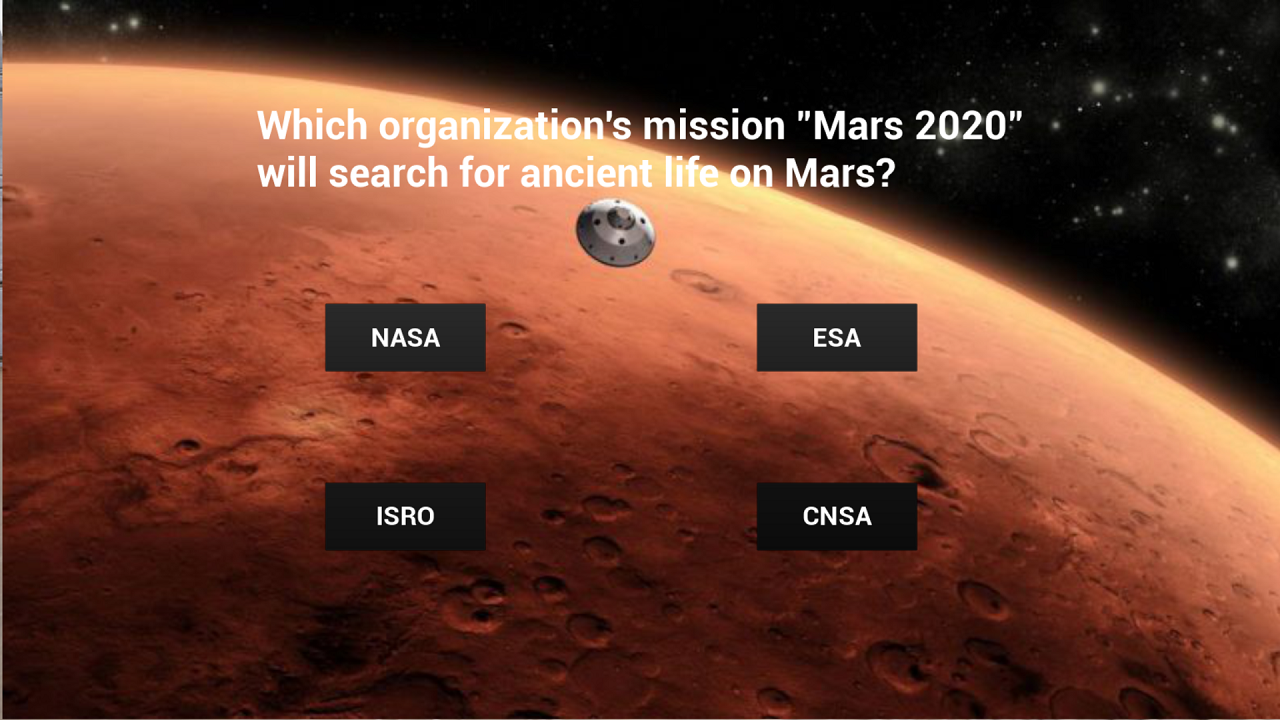 Which organization's mission "Mars 2020"
will search for ancient life on Mars?
NASA
ESA
ISRO
CNSA